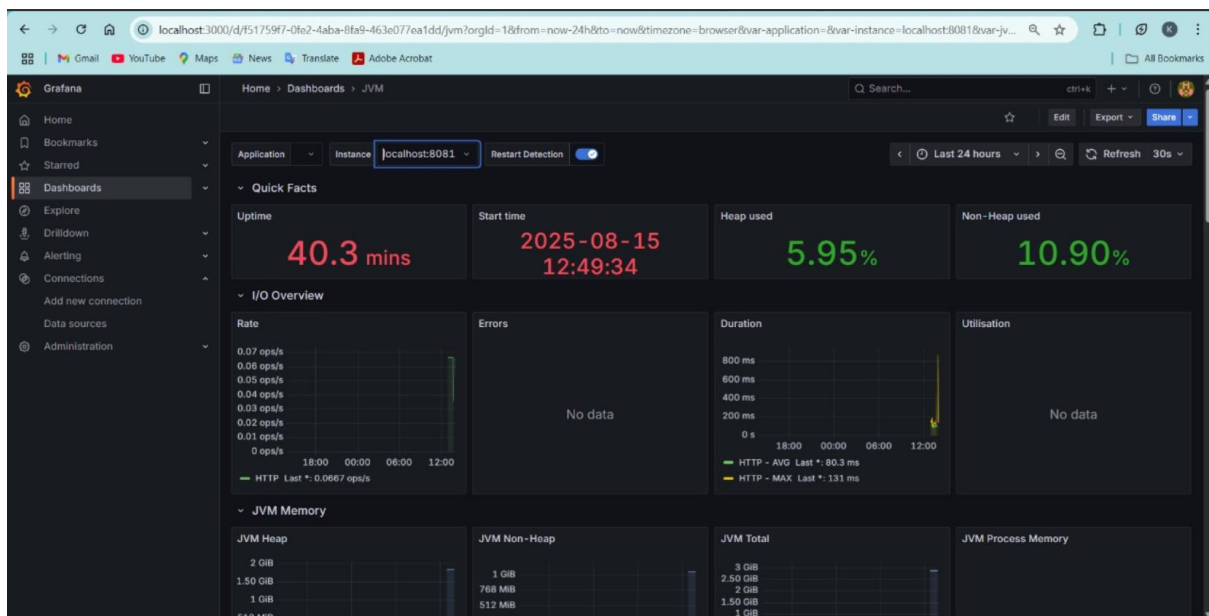 localhost:3000/d/f51759f7-0fe2-4aba-8fa9-463e077ea1dd/jvm?orgId=1&from=now-24h&to=now&timezone=browser&var-application=&var-instance=localhost:8081&var-jv...
Gmail YouTube Maps News Translate Adobe Acrobat All Bookmarks
Grafana Home > Dashboards > JVM Search... ctrl+k
Home
Edit Export Share
Bookmarks
Starred
Dashboards
Explore
Drilldown
Alerting
Connections
Add new connection
Data sources
Administration
Application Instance localhost:8081 Restart Detection Last 24 hours Refresh 30s
Quick Facts
Uptime
40.3 mins
Start time
2025-08-15
12:49:34
Heap used
5.95%
Non-Heap used
10.90%
I/O Overview
Rate
0.07 ops/s
0.06 ops/s
0.05 ops/s
0.04 ops/s
0.03 ops/s
0.02 ops/s
0.01 ops/s
0 ops/s
18:00 00:00 06:00 12:00
HTTP Last *: 0.0667 ops/s
Errors
No data
Duration
800 ms
600 ms
400 ms
200 ms
0 s
18:00 00:00 06:00 12:00
HTTP - AVG Last *: 80.3 ms
HTTP - MAX Last *: 131 ms
Utilisation
No data
JVM Memory
JVM Heap
2 GiB
1.50 GiB
1 GiB
JVM Non-Heap
1 GiB
768 MiB
512 MiB
JVM Total
3 GiB
2.50 GiB
2 GiB
1.50 GiB
1 GiB
JVM Process Memory